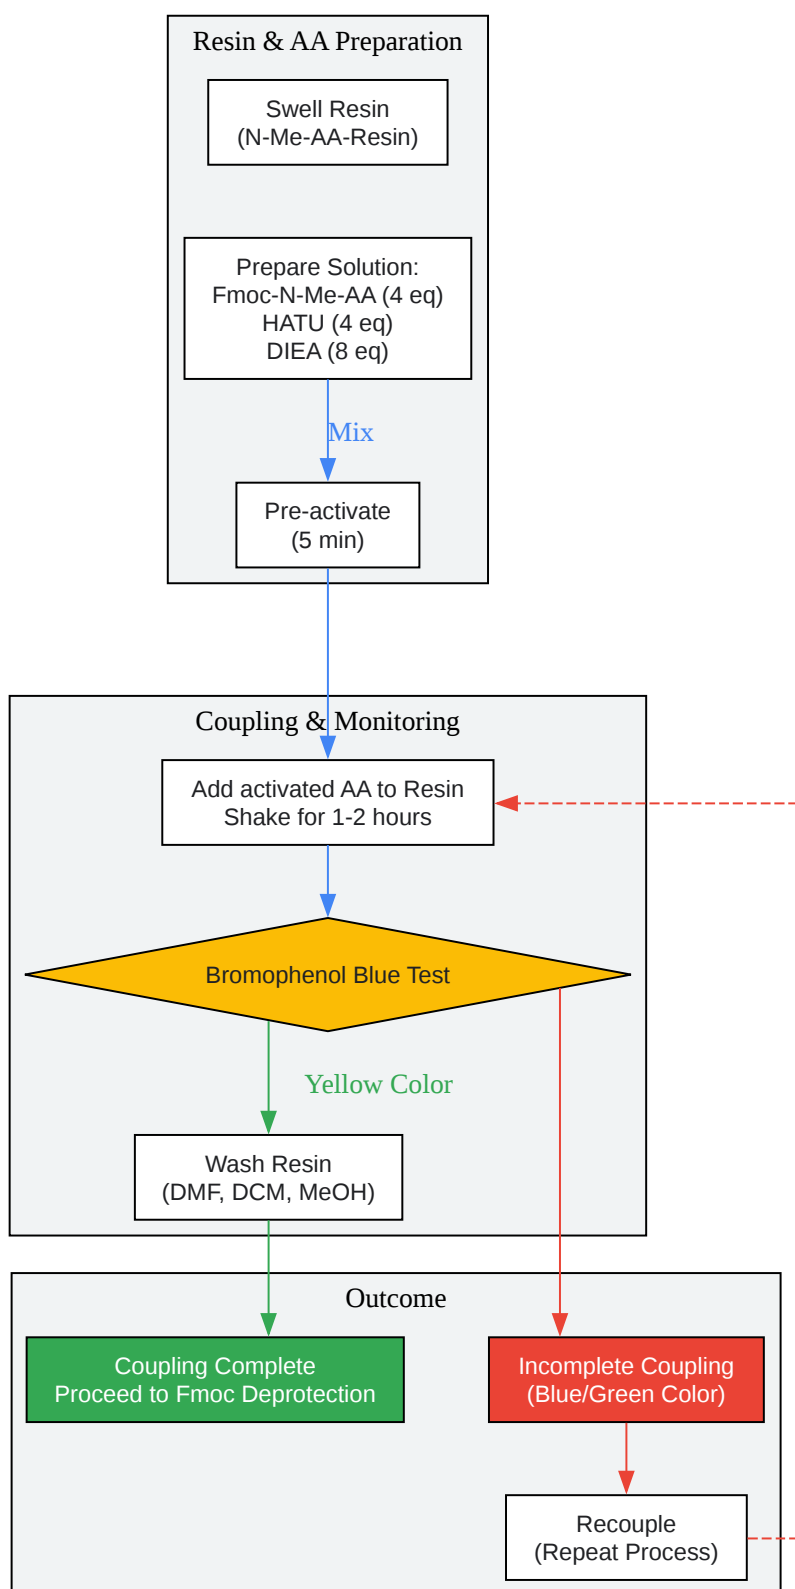 Resin & AA Preparation
Swell Resin
(N-Me-AA-Resin)
Prepare Solution:
Fmoc-N-Me-AA (4 eq)
HATU (4 eq)
DIEA (8 eq)
Mix
Pre-activate
(5 min)
Coupling & Monitoring
Add activated AA to Resin
Shake for 1-2 hours
Bromophenol Blue Test
Yellow Color
Wash Resin
(DMF, DCM, MeOH)
Outcome
Coupling Complete
Proceed to Fmoc Deprotection
Incomplete Coupling
(Blue/Green Color)
Recouple
(Repeat Process)